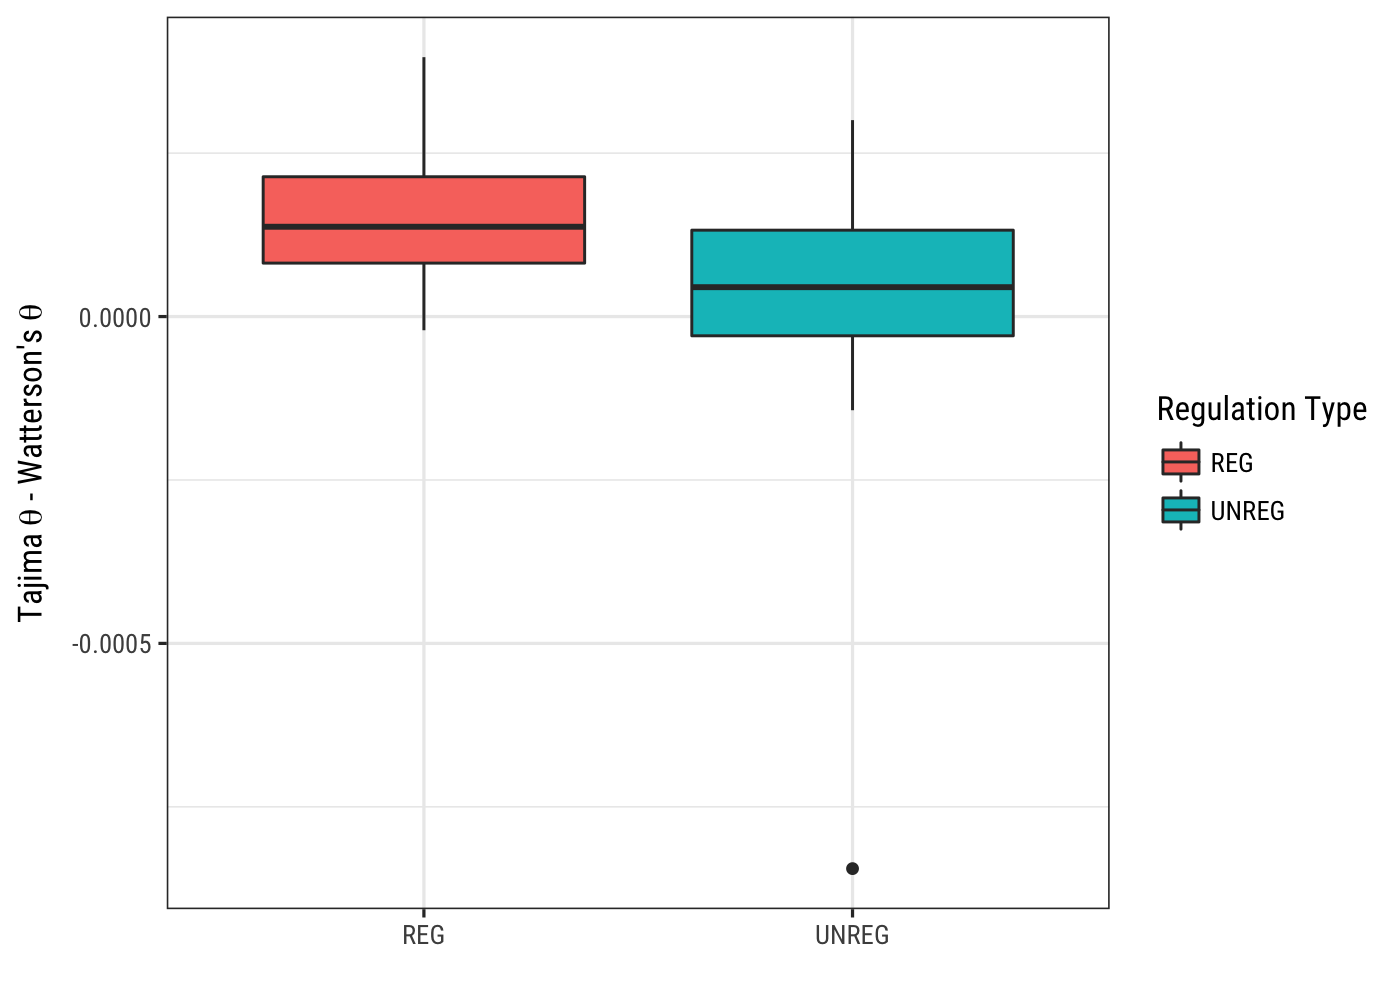 Tajima θ - Watterson's θ
0.0000
-0.0005
REG
UNREG
Regulation Type
REG
UNREG